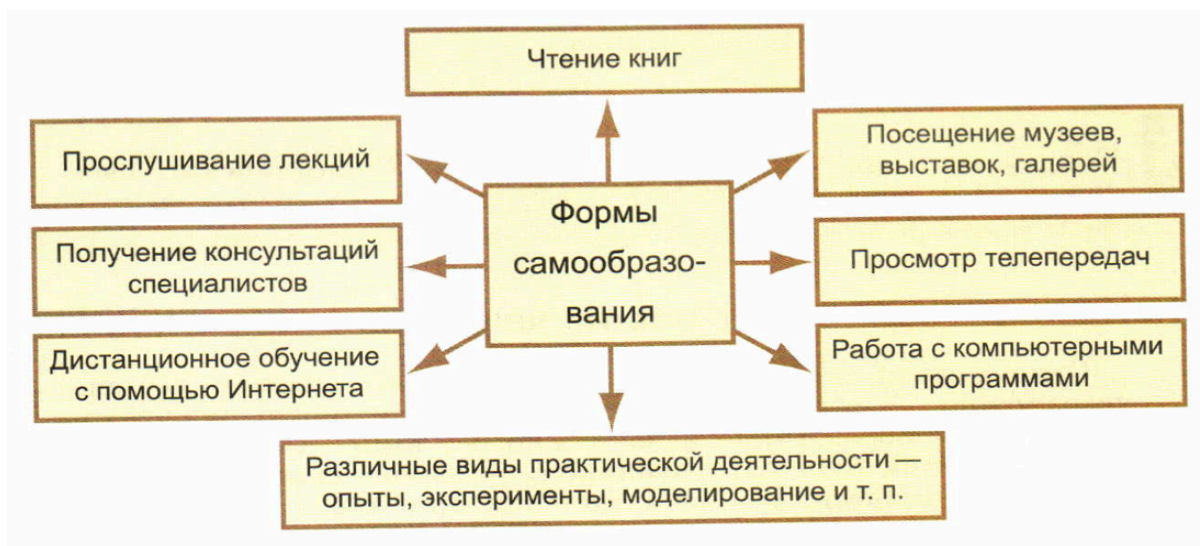 Чтение книг
Прослушивание лекций
Посещение музеев,
выставок, галерей
Формы
самообразо-
вания
Получение консультаций
специалистов
Просмотр телепередач
Дистанционное обучение
с помощью Интернета
Работа с компьютерными
программами
Различные виды практической деятельности —
опыты, эксперименты, моделирование и т. п.